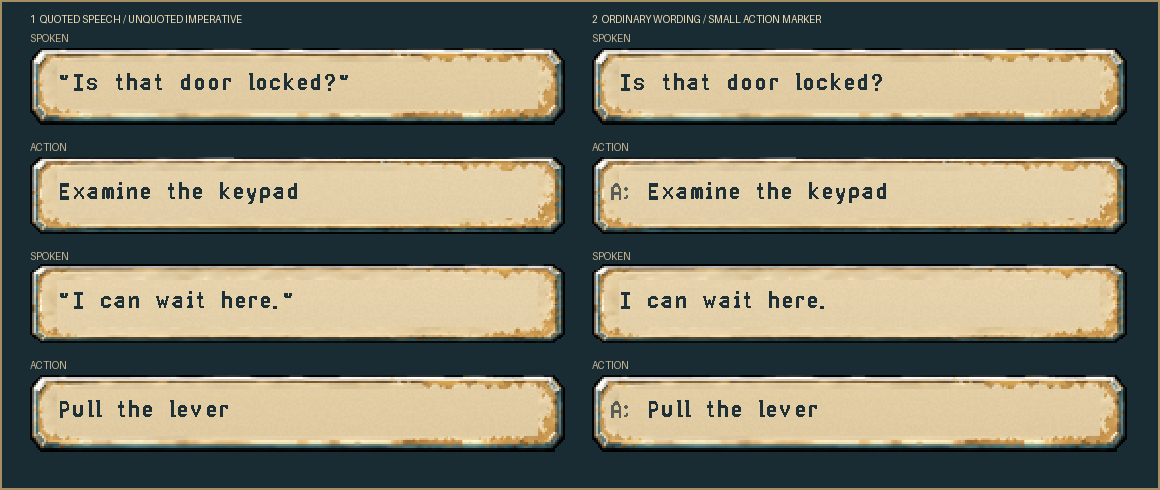 1 QUOTED SPEECH / UNQUOTED IMPERATIVE
SPOKEN
"Is that door locked?"
ACTION
Examine the keypad
SPOKEN
"I can wait here."
ACTION
Pull the lever
2 ORDINARY WORDING / SMALL ACTION MARKER
SPOKEN
Is that door locked?
ACTION
A: Examine the keypad
SPOKEN
I can wait here.
ACTION
A: Pull the lever